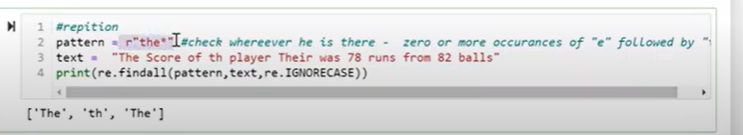 1 #repition
2 pattern = r"the*" #check whereever he is there - zero or more occurances of "e" followed by "
3 text = "The Score of th player Their was 78 runs from 82 balls"
4 print(re.findall(pattern,text,re.IGNORECASE))
['The', 'th', 'The']